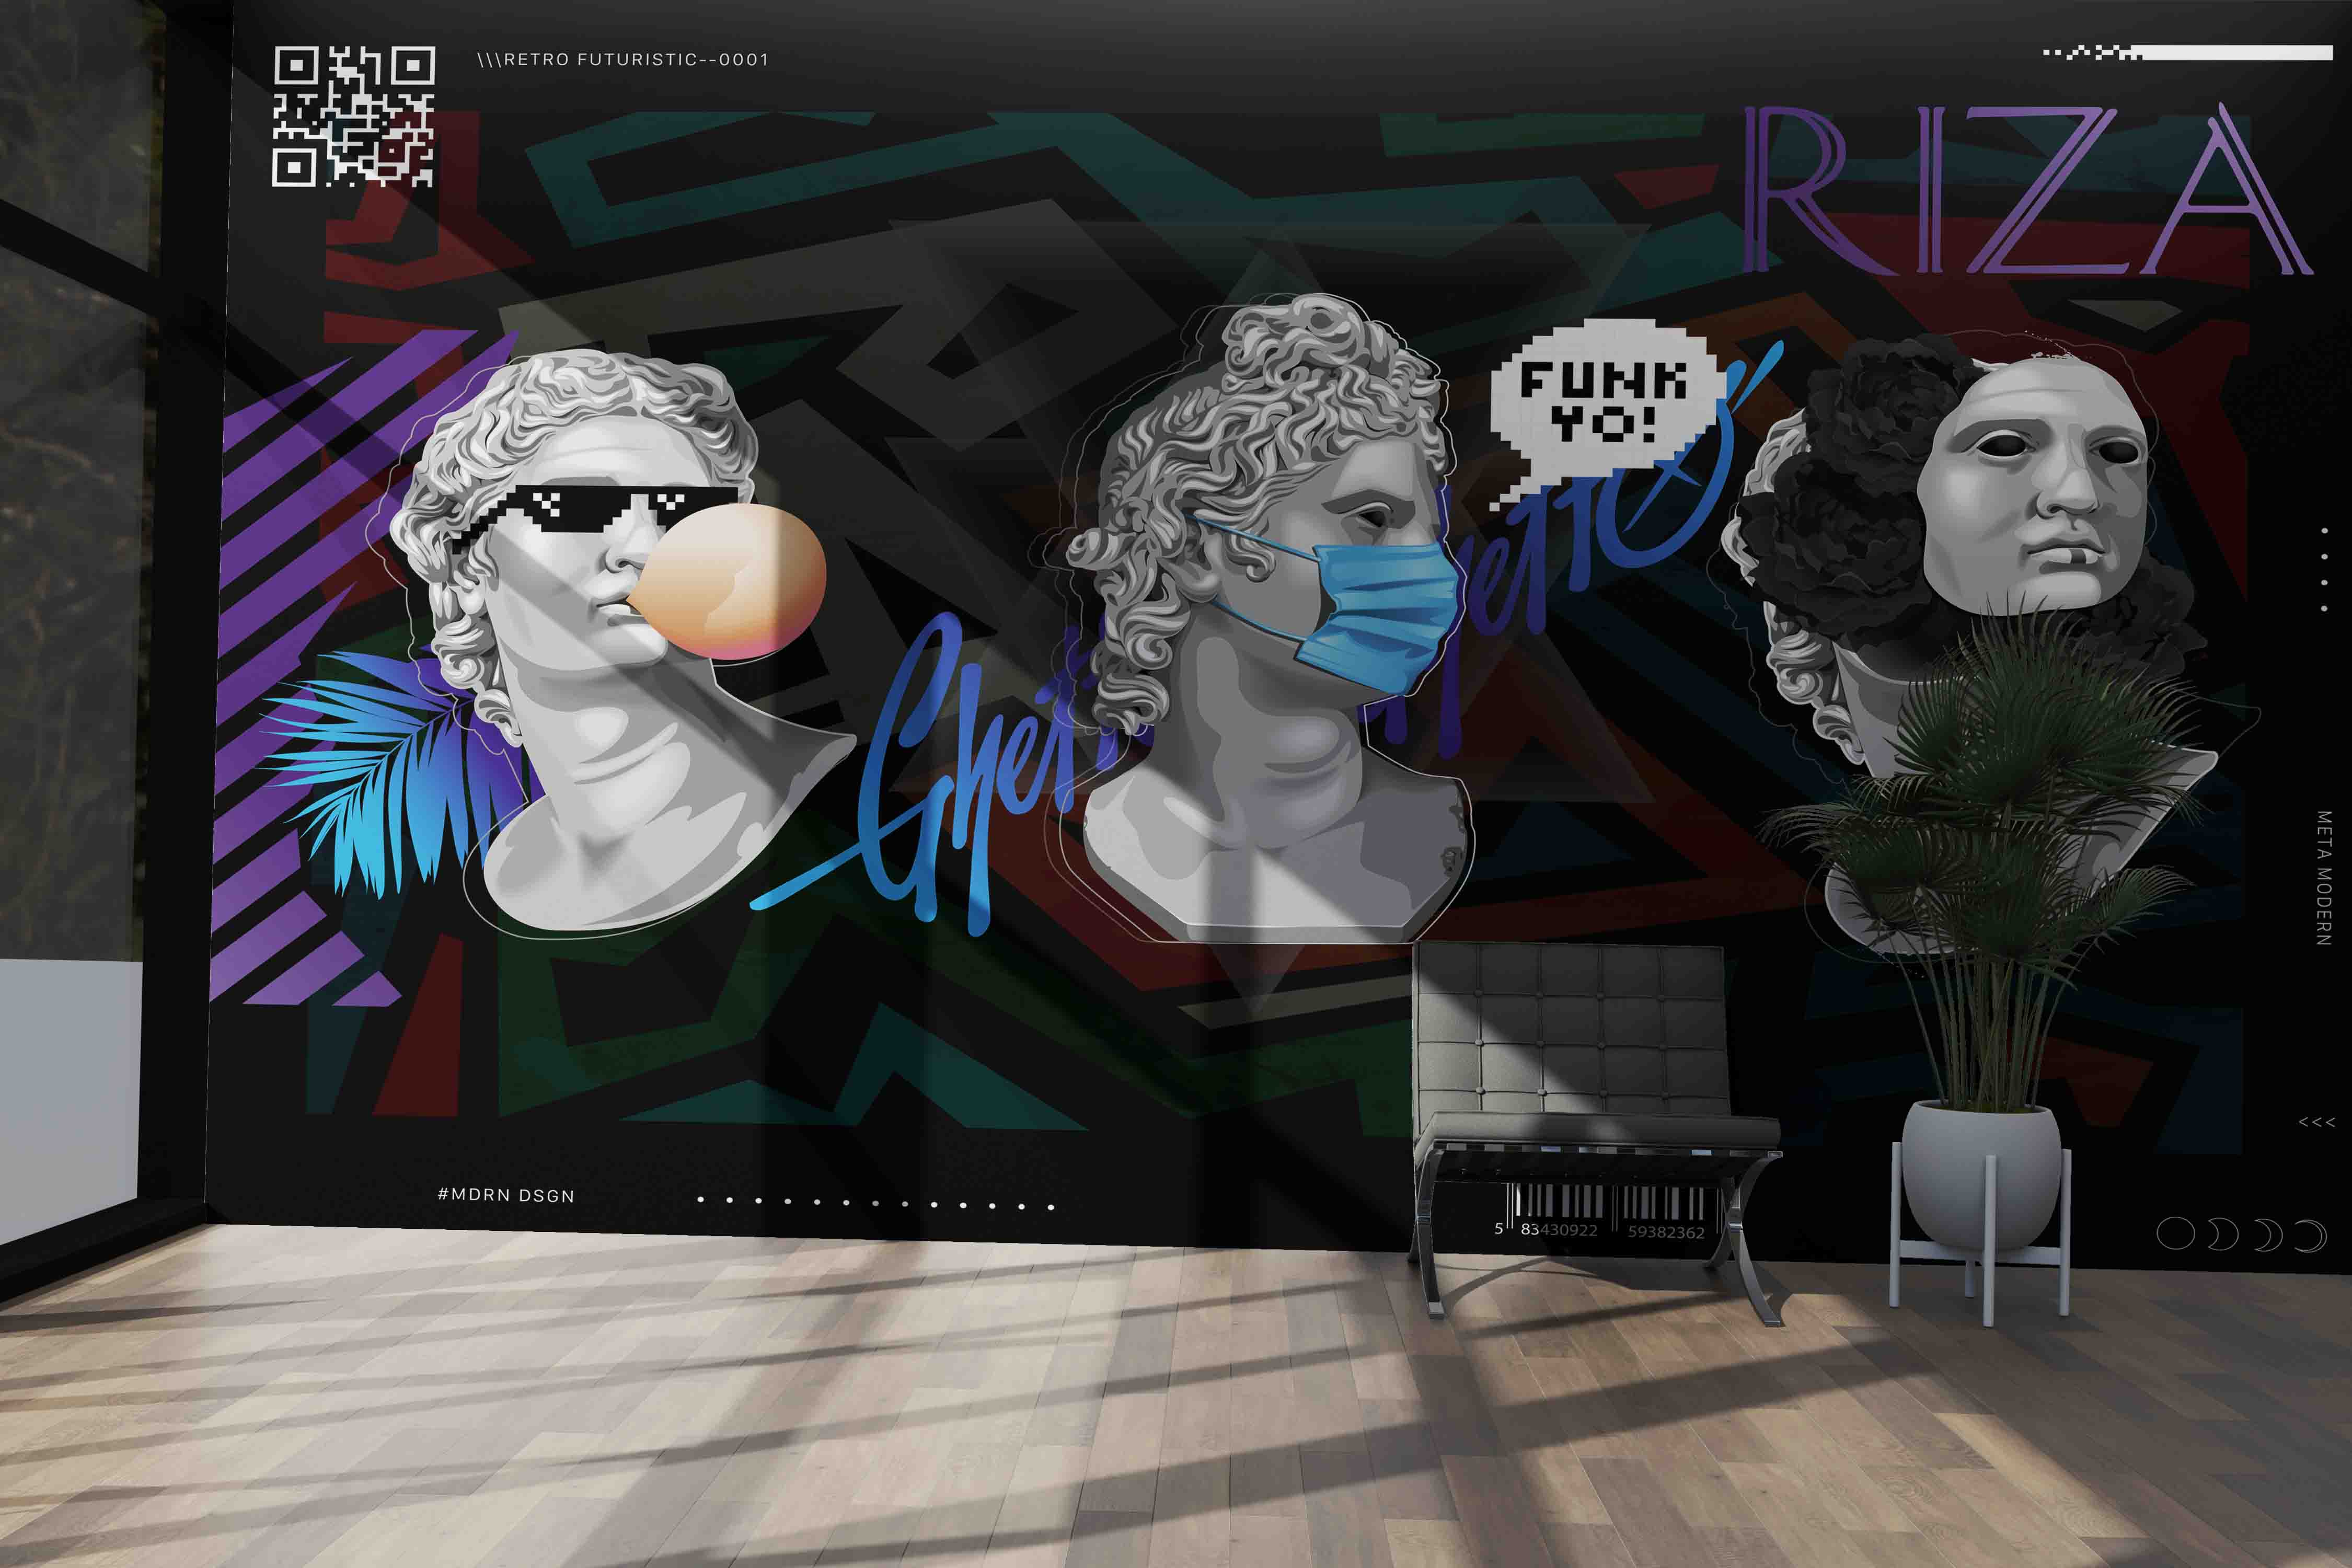 \\\RETRO FUTURISTIC--0001
RIZA
FUNK
YO!
META MODERN
<<<
#MDRN DSGN
5 83430922 59382362